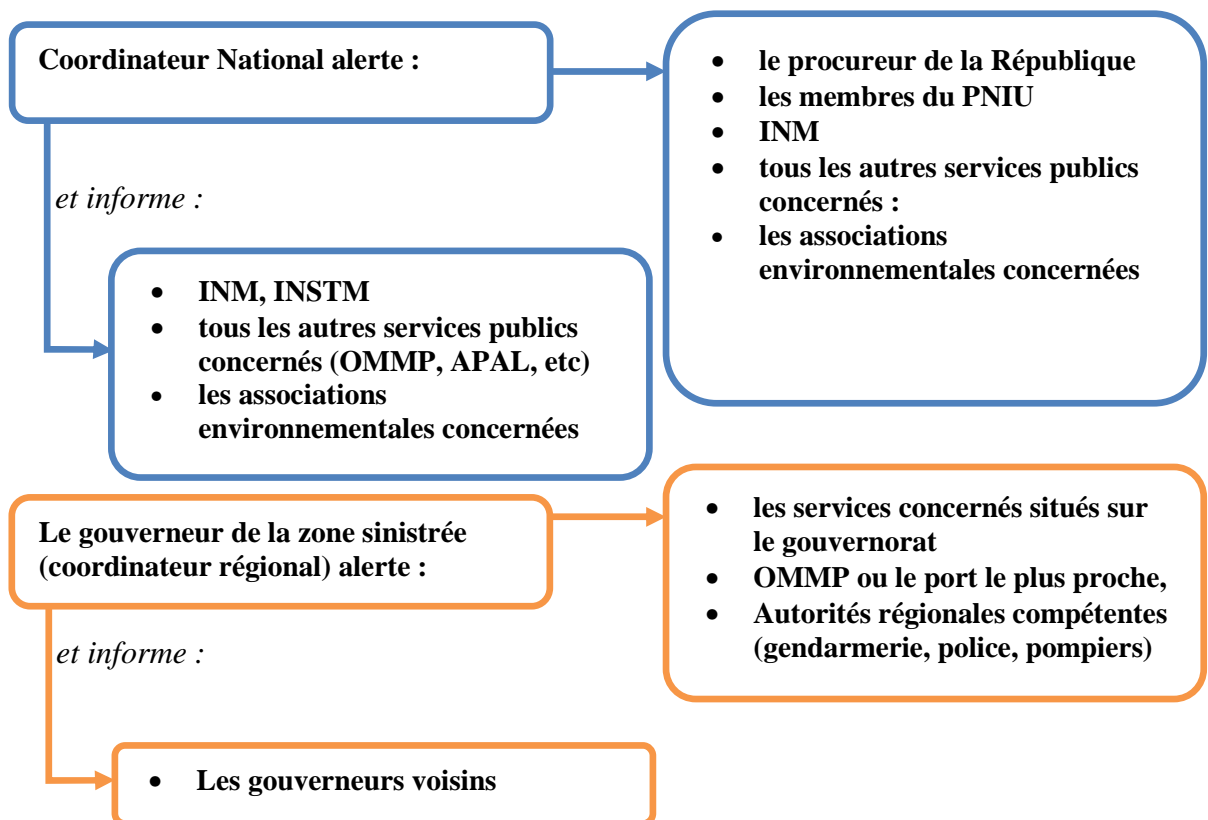 Coordinateur National alerte :
• le procureur de la République
• les membres du PNIU
• INM
• tous les autres services publics
concernés :
• les associations
environnementales concernées
et informe :
• INM, INSTM
• tous les autres services publics
concernés (OMMP, APAL, etc)
• les associations
environnementales concernées
Le gouverneur de la zone sinistrée
(coordinateur régional) alerte :
• les services concernés situés sur
le gouvernorat
• OMMP ou le port le plus proche,
• Autorités régionales compétentes
(gendarmerie, police, pompiers)
et informe :
• Les gouverneurs voisins